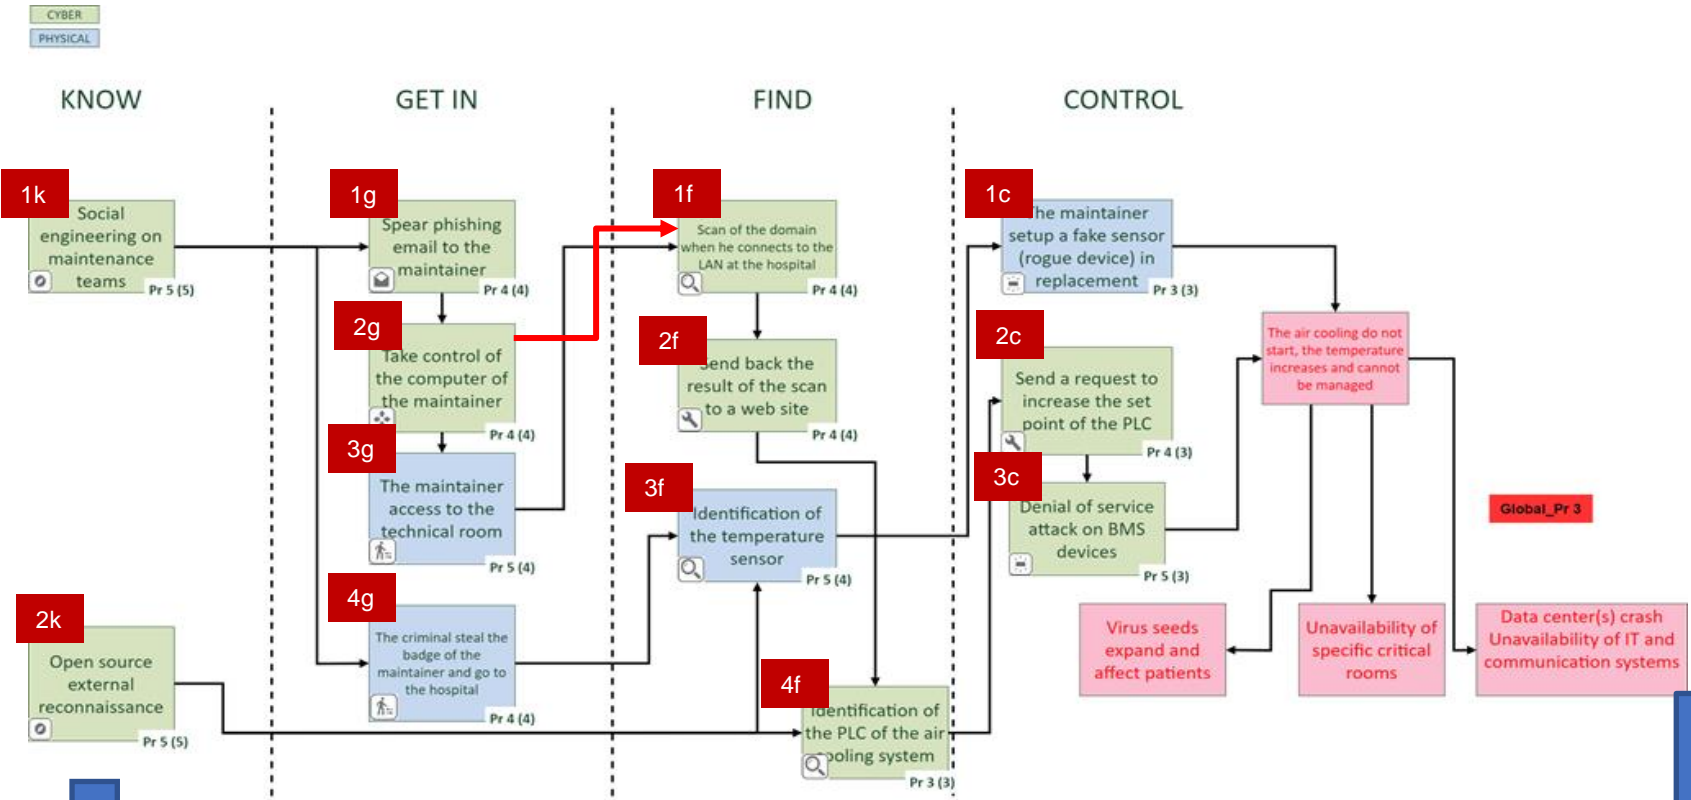 CYBER
PHYSICAL
KNOW
GET IN
FIND
CONTROL
1k
Social
engineering on
maintenance
teams
Pr 5 (5)
2k
Open source
external
reconnaissance
Pr 5 (5)
1g
Spear phishing
email to the
maintainer
Pr 4 (4)
2g
Take control of
the computer of
the maintainer
Pr 4 (4)
3g
The maintainer
access to the
technical room
Pr 5 (4)
4g
The criminal steal the
badge of the
maintainer and go to
the hospital
Pr 4 (4)
1f
Scan of the domain
when he connects to the
LAN at the hospital
Pr 4 (4)
2f
Send back the
result of the scan
to a web site
Pr 4 (4)
3f
Identification of
the temperature
sensor
Pr 5 (4)
4f
Identification of
the PLC of the air
cooling system
Pr 3 (3)
1c
The maintainer
setup a fake sensor
(rogue device) in
replacement
Pr 3 (3)
2c
Send a request to
increase the set
point of the PLC
Pr 4 (3)
3c
Denial of service
attack on BMS
devices
Pr 5 (3)
The air cooling do not
start, the temperature
increases and cannot
be managed
Global_Pr 3
Virus seeds
expand and
affect patients
Unavailability of
specific critical
rooms
Data center(s) crash
Unavailability of IT and
communication systems